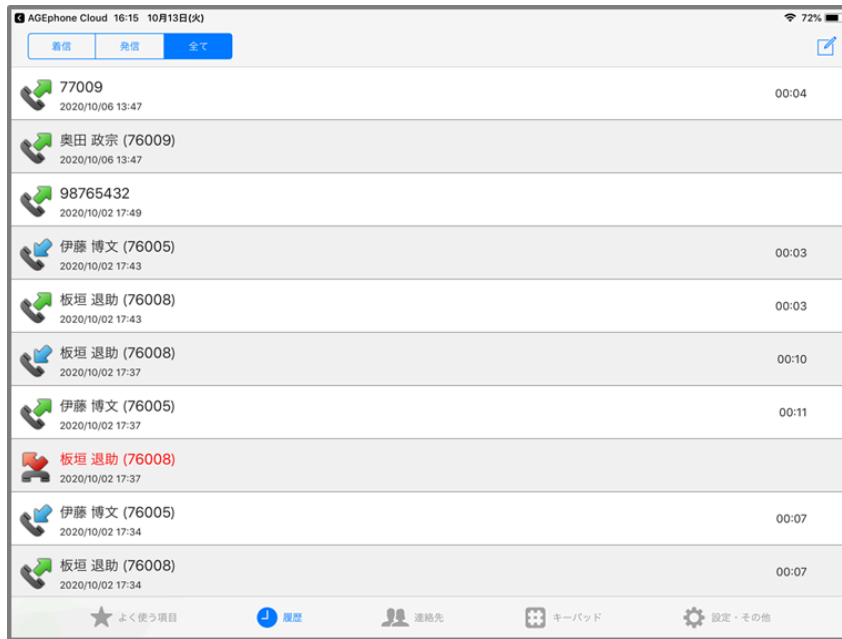 AGEphone Cloud 16:15 10月13日(火) 72%
着信 発信 全て
77009
2020/10/06 13:47
00:04
奥田 政宗 (76009)
2020/10/06 13:47
98765432
2020/10/02 17:49
伊藤 博文 (76005)
2020/10/02 17:43
00:03
板垣 退助 (76008)
2020/10/02 17:43
00:03
板垣 退助 (76008)
2020/10/02 17:37
00:10
伊藤 博文 (76005)
2020/10/02 17:37
00:11
板垣 退助 (76008)
2020/10/02 17:37
伊藤 博文 (76005)
2020/10/02 17:34
00:07
板垣 退助 (76008)
2020/10/02 17:34
00:07
よく使う項目 履歴 連絡先 キーパッド 設定・その他